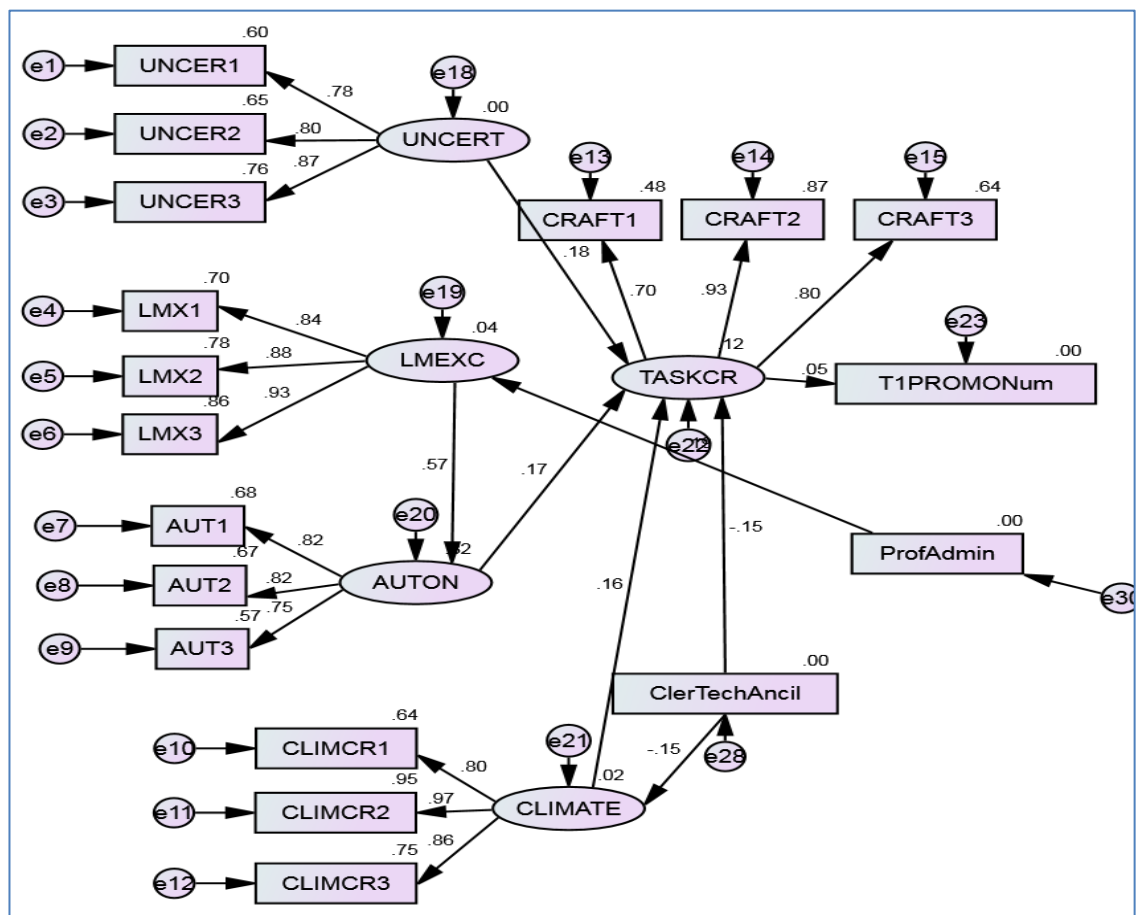 .60
e1
UNCER1
.78
e18
.00
.65
e2
UNCER2
.80
UNCERT
.87
.76
e3
UNCER3
e13
e14
e15
.48
.87
.64
CRAFT1
CRAFT2
CRAFT3
.18
.70
.93
.80
.70
e4
LMX1
.84
e19
.04
.78
e5
LMX2
.88
LMEXC
.93
.86
e6
LMX3
e23
.12
.00
TASKCR
.05
T1PROMONum
e22
.57
.17
.68
e7
AUT1
.82
e20
.67
e8
AUT2
.82
AUTON
.75
.57
e9
AUT3
-.15
.00
ProfAdmin
e30
.16
.00
ClerTechAncil
-.15
e28
.64
e10
CLIMCR1
.80
e21
.02
.95
e11
CLIMCR2
.97
CLIMATE
.86
.75
e12
CLIMCR3